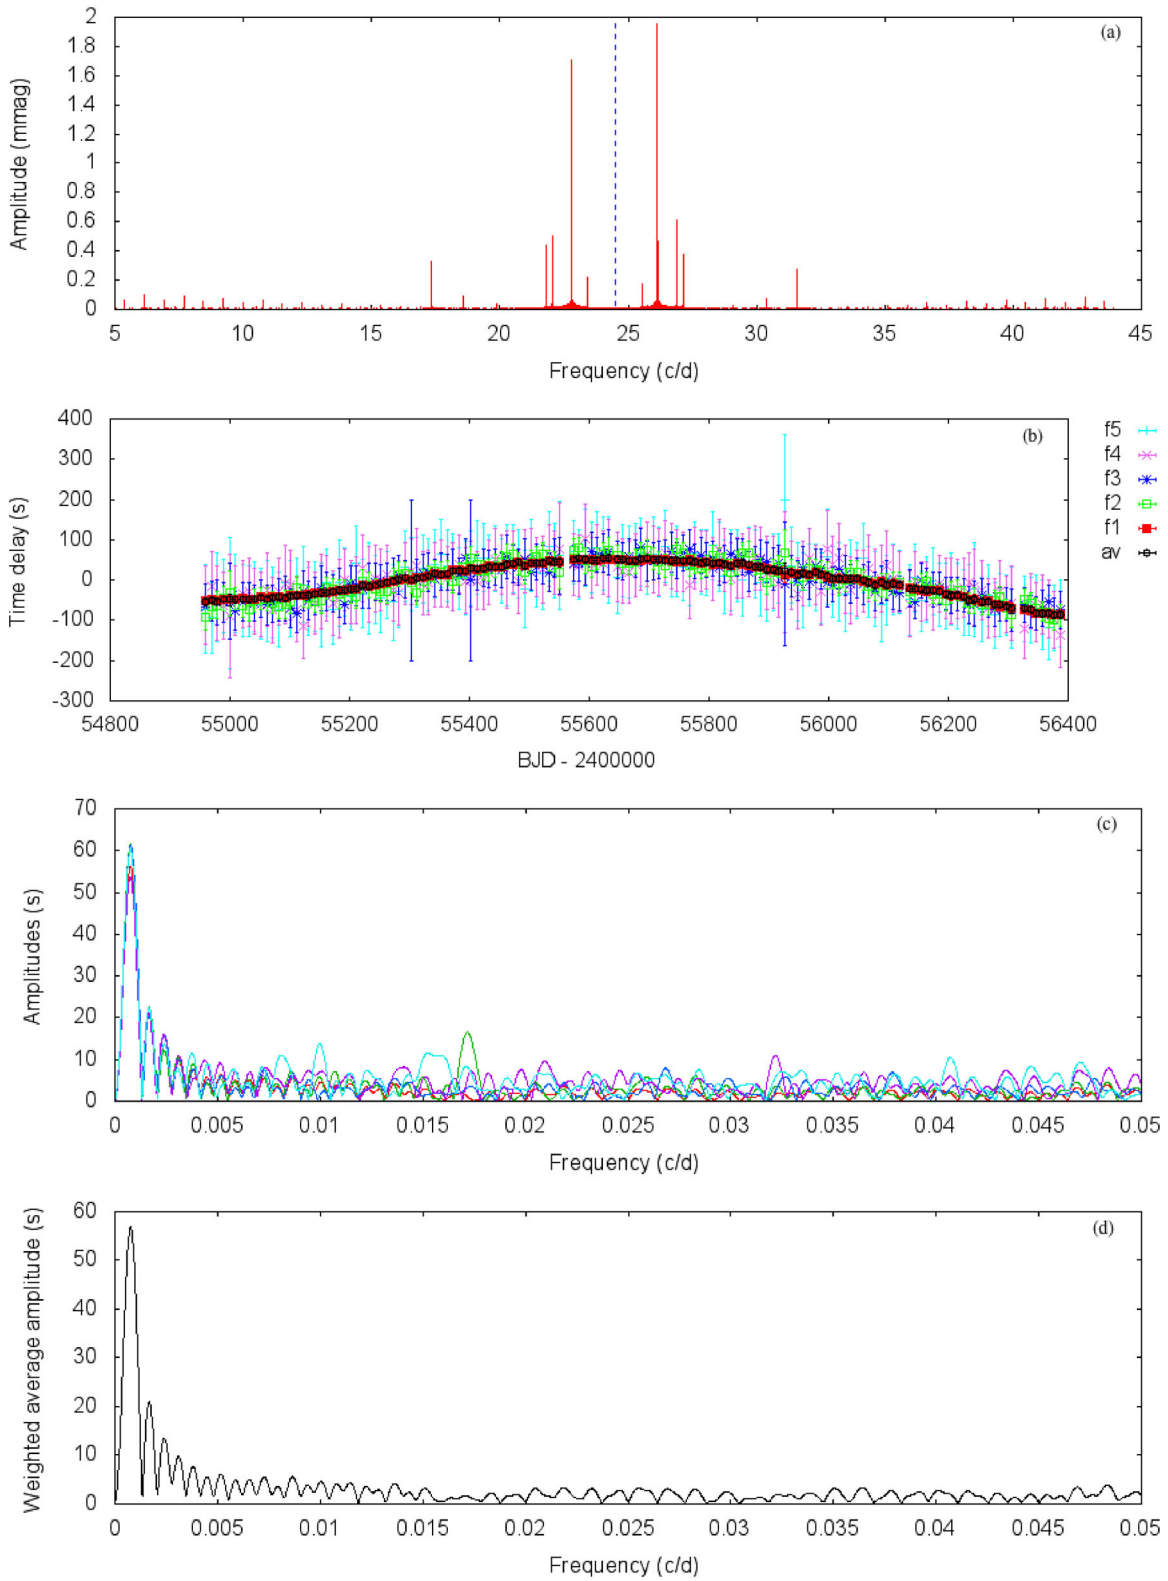 (a)
Amplitude (mmag)
2
1.8
1.6
1.4
1.2
1
0.8
0.6
0.4
0.2
0
5 10 15 20 25 30 35 40 45
Frequency (c/d)
(b)
Time delay (s)
400
300
200
100
0
-100
-200
-300
54800 55000 55200 55400 55600 55800 56000 56200 56400
BJD - 2400000
f5
f4
f3
f2
f1
av
(c)
Amplitudes (s)
70
60
50
40
30
20
10
0
0 0.005 0.01 0.015 0.02 0.025 0.03 0.035 0.04 0.045 0.05
Frequency (c/d)
(d)
Weighted average amplitude (s)
60
50
40
30
20
10
0
0 0.005 0.01 0.015 0.02 0.025 0.03 0.035 0.04 0.045 0.05
Frequency (c/d)